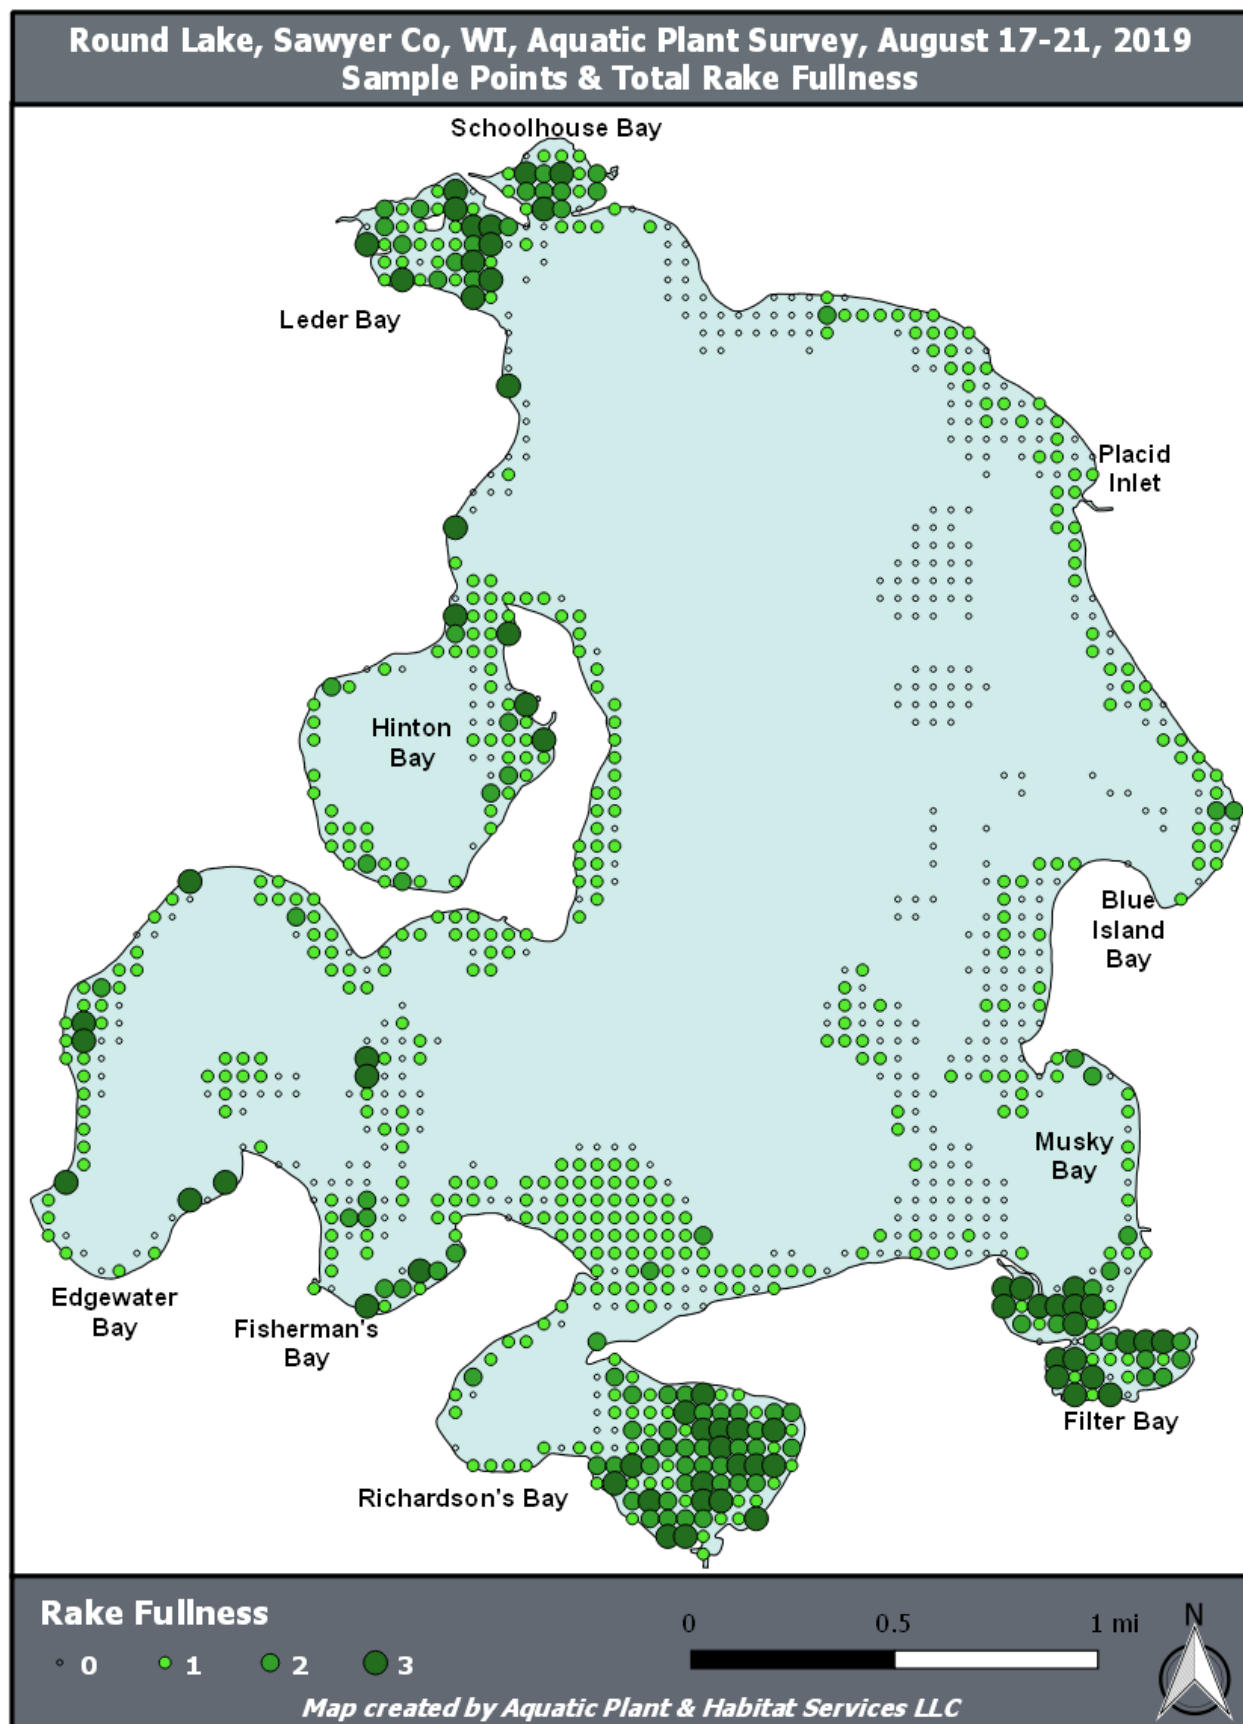 Round Lake, Sawyer Co, WI, Aquatic Plant Survey, August 17-21, 2019
Sample Points & Total Rake Fullness
Schoolhouse Bay
Leder Bay
Placid
Inlet
Hinton
Bay
Blue
Island
Bay
Musky
Bay
Edgewater
Bay
Fisherman's
Bay
Filter Bay
Richardson's Bay
Rake Fullness
0 1 2 3
0 0.5 1 mi
N
Map created by Aquatic Plant & Habitat Services LLC